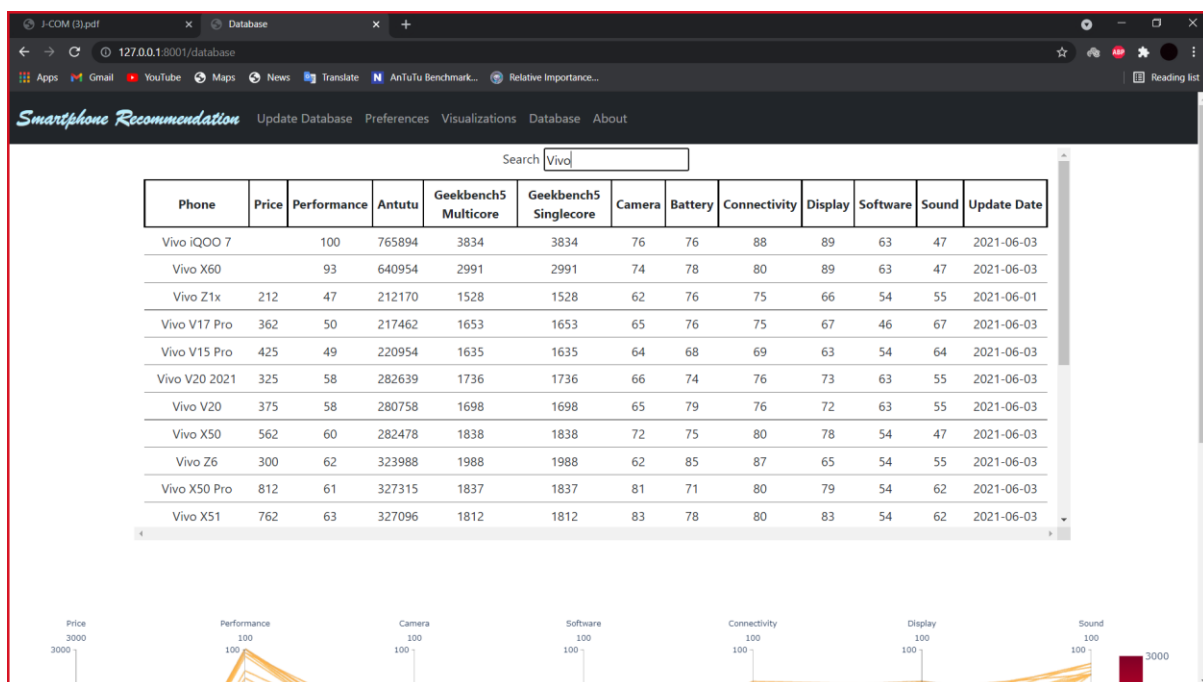 J-COM (3).pdf Database
127.0.0.1:8001/database
ABP
Apps Gmail YouTube Maps News Translate N AnTuTu Benchmark... Relative Importance... Reading list
Smartphone Recommendation Update Database Preferences Visualizations Database About
Search Vivo
Phone Price Performance Antutu Geekbench5 Multicore Geekbench5 Singlecore Camera Battery Connectivity Display Software Sound Update Date
Vivo iQOO 7 100 765894 3834 3834 76 76 88 89 63 47 2021-06-03
Vivo X60 93 640954 2991 2991 74 78 80 89 63 47 2021-06-03
Vivo Z1x 212 47 212170 1528 1528 62 76 75 66 54 55 2021-06-01
Vivo V17 Pro 362 50 217462 1653 1653 65 76 75 67 46 67 2021-06-03
Vivo V15 Pro 425 49 220954 1635 1635 64 68 69 63 54 64 2021-06-03
Vivo V20 2021 325 58 282639 1736 1736 66 74 76 73 63 55 2021-06-03
Vivo V20 375 58 280758 1698 1698 65 79 76 72 63 55 2021-06-03
Vivo X50 562 60 282478 1838 1838 72 75 80 78 54 47 2021-06-03
Vivo Z6 300 62 323988 1988 1988 62 85 87 65 54 55 2021-06-03
Vivo X50 Pro 812 61 327315 1837 1837 81 71 80 79 54 62 2021-06-03
Vivo X51 762 63 327096 1812 1812 83 78 80 83 54 62 2021-06-03
Price Performance Camera Software Connectivity Display Sound
3000 100 100 100 100 100 100
3000 100 100 100 100 100 100 3000